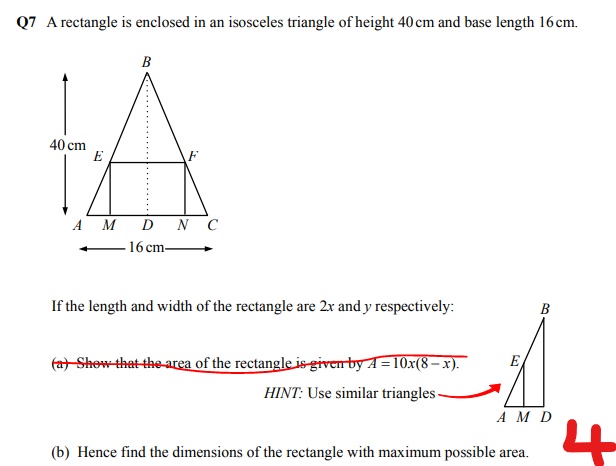 Q7 A rectangle is enclosed in an isosceles triangle of height 40 cm and base length 16 cm.
B
40 cm
E F
A M D N C
16 cm
If the length and width of the rectangle are 2x and y respectively:
B
(a) Show that the area of the rectangle is given by A = 10x(8 – x).
E
HINT: Use similar triangles
A M D
4
(b) Hence find the dimensions of the rectangle with maximum possible area.